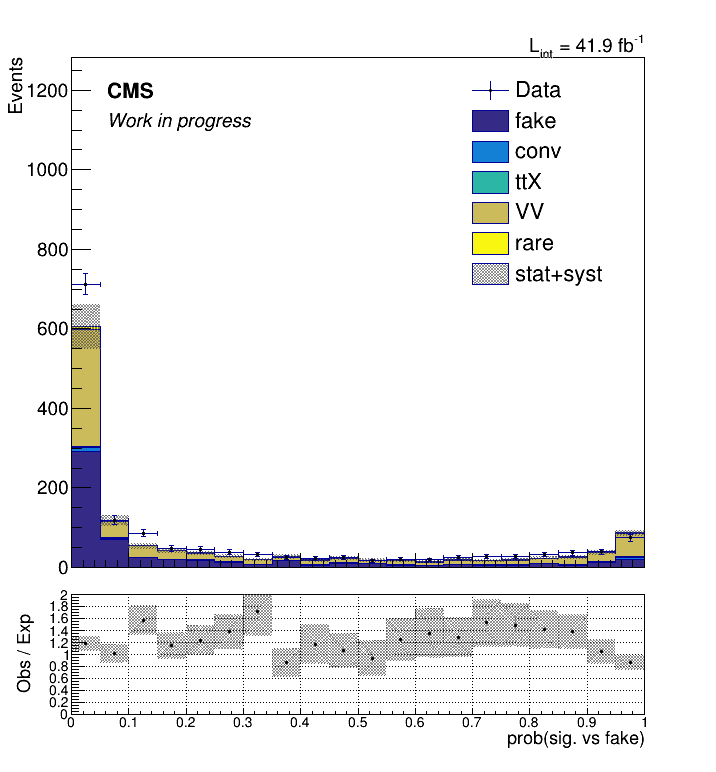 L_int = 41.9 fb^-1
Events
CMS
Work in progress
Data
fake
conv
ttX
VV
rare
stat+syst
1200
1000
800
600
400
200
0
Obs / Exp
2
1.8
1.6
1.4
1.2
1
0.8
0.6
0.4
0.2
0
0 0.1 0.2 0.3 0.4 0.5 0.6 0.7 0.8 0.9 1
prob(sig. vs fake)